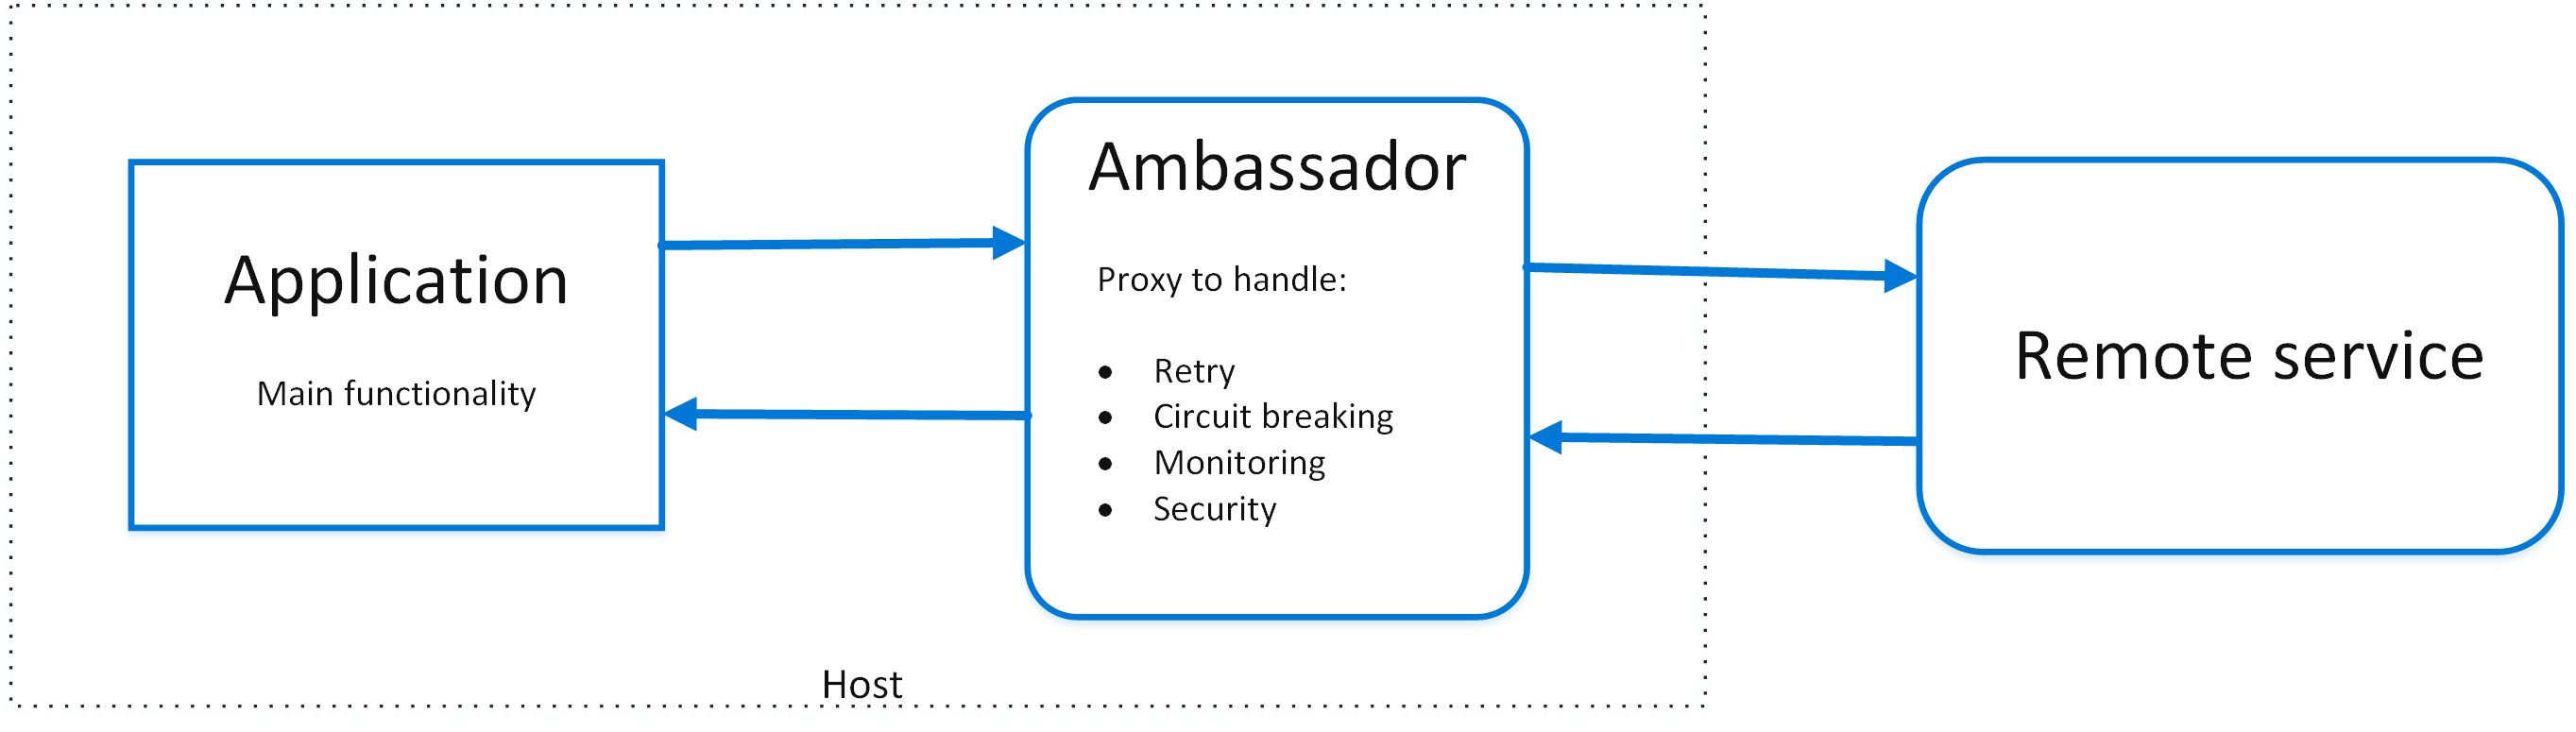 Application
Main functionality
Ambassador
Proxy to handle:
● Retry
● Circuit breaking
● Monitoring
● Security
Remote service
Host